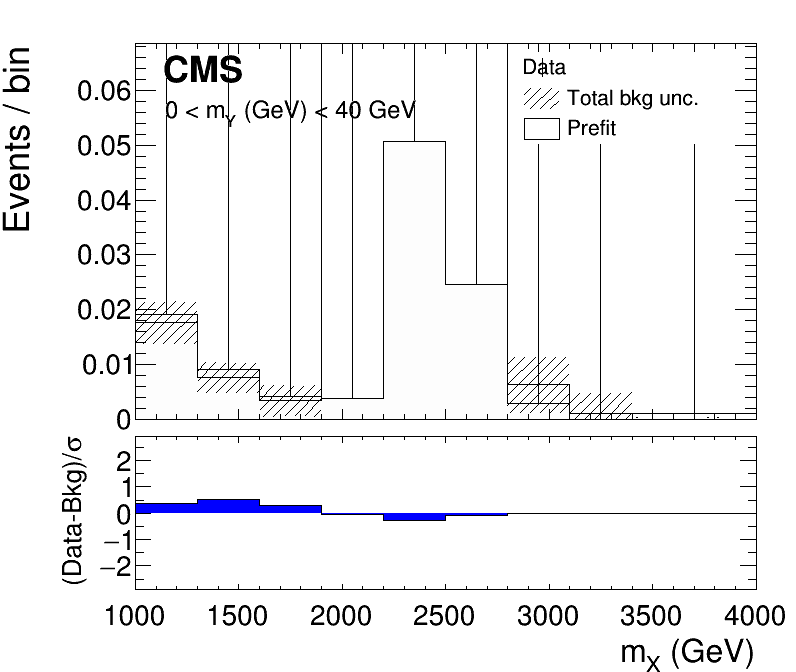 Events / bin
CMS
0 < mY (GeV) < 40 GeV
Data
Total bkg unc.
Prefit
0.06
0.05
0.04
0.03
0.02
0.01
0
(Data-Bkg)/σ
2
1
0
−1
−2
1000 1500 2000 2500 3000 3500 4000
mX (GeV)